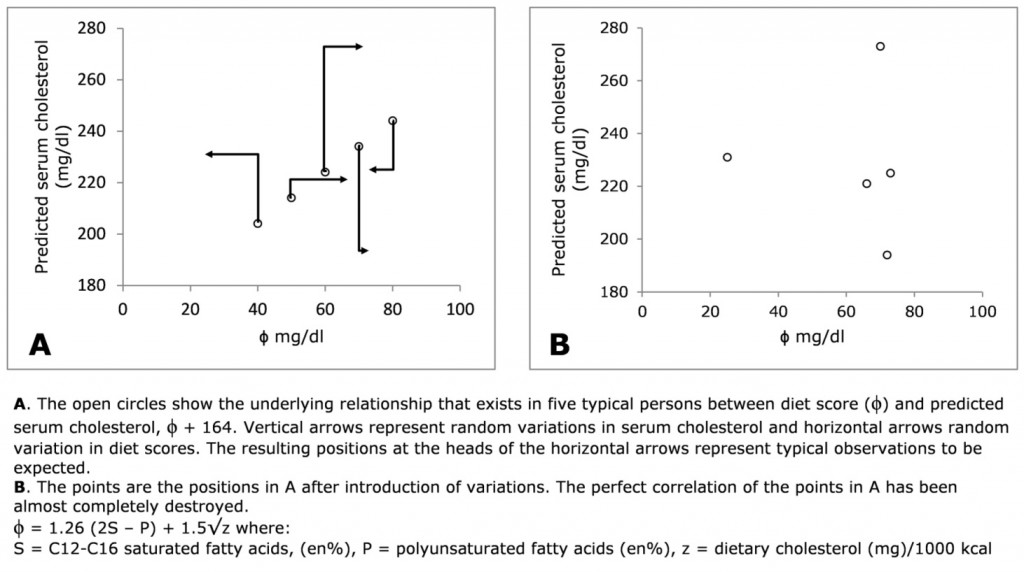 280
260
240
220
200
180
0
20
40
60
80
100
Predicted serum cholesterol
(mg/dl)
ϕ mg/dl
A
280
260
240
220
200
180
0
20
40
60
80
100
Predicted serum cholesterol
(mg/dl)
ϕ mg/dl
B
A. The open circles show the underlying relationship that exists in five typical persons between diet score (ϕ) and predicted
serum cholesterol, ϕ + 164. Vertical arrows represent random variations in serum cholesterol and horizontal arrows random
variation in diet scores. The resulting positions at the heads of the horizontal arrows represent typical observations to be
expected.
B. The points are the positions in A after introduction of variations. The perfect correlation of the points in A has been
almost completely destroyed.
ϕ = 1.26 (2S – P) + 1.5√z where:
S = C12-C16 saturated fatty acids, (en%), P = polyunsaturated fatty acids (en%), z = dietary cholesterol (mg)/1000 kcal